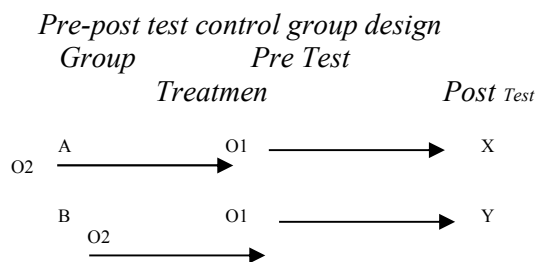 Pre-post test control group design
Group Pre Test
Treatmen Post Test
A O1 X
O2
B O1 Y
O2